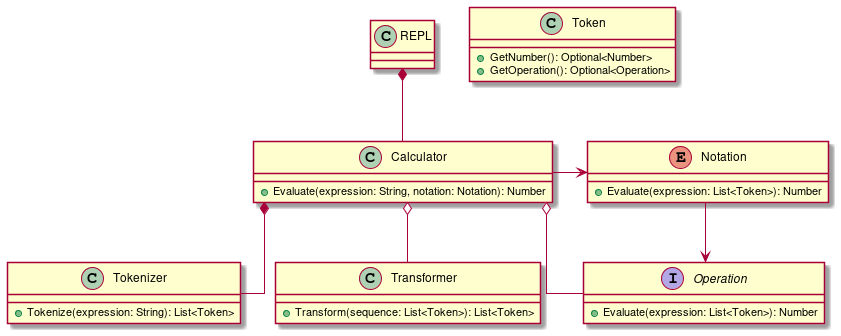 C REPL
C Token
GetNumber(): Optional<Number>
GetOperation(): Optional<Operation>
C Calculator
Evaluate(expression: String, notation: Notation): Number
E Notation
Evaluate(expression: List<Token>): Number
C Tokenizer
Tokenize(expression: String): List<Token>
C Transformer
Transform(sequence: List<Token>): List<Token>
I Operation
Evaluate(expression: List<Token>): Number